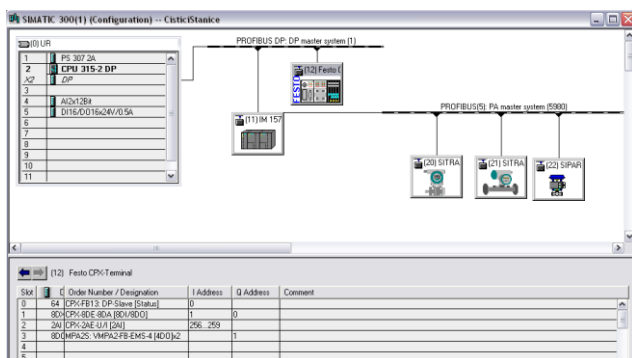 SIMATIC 300(1) (Configuration) -- CisticiStanice
(0) UR
1 PS 307 2A
2 CPU 315-2 DP
X2 DP
3
4 AI2x12Bit
5 DI16/DO16x24V/0.5A
6
7
8
9
10
11
PROFIBUS DP: DP master system (1)
(12) Festo (
FESTO
(11) IM 157
PROFIBUS(5): PA master system (5980)
(20) SITRA
(21) SITRA
(22) SIPAR
(12) Festo CPX-Terminal
Slot D Order Number / Designation I Address Q Address Comment
0 64 CPX-FB13: DP-Slave [Status] 0
1 8DX CPX-8DE-8DA [8DI/8DO] 1 0
2 2AI CPX-2AE-U/I [2AI] 256...259
3 8DO MPA2S: VMPA2-FB-EMS-4 [4DO]x2 1
4